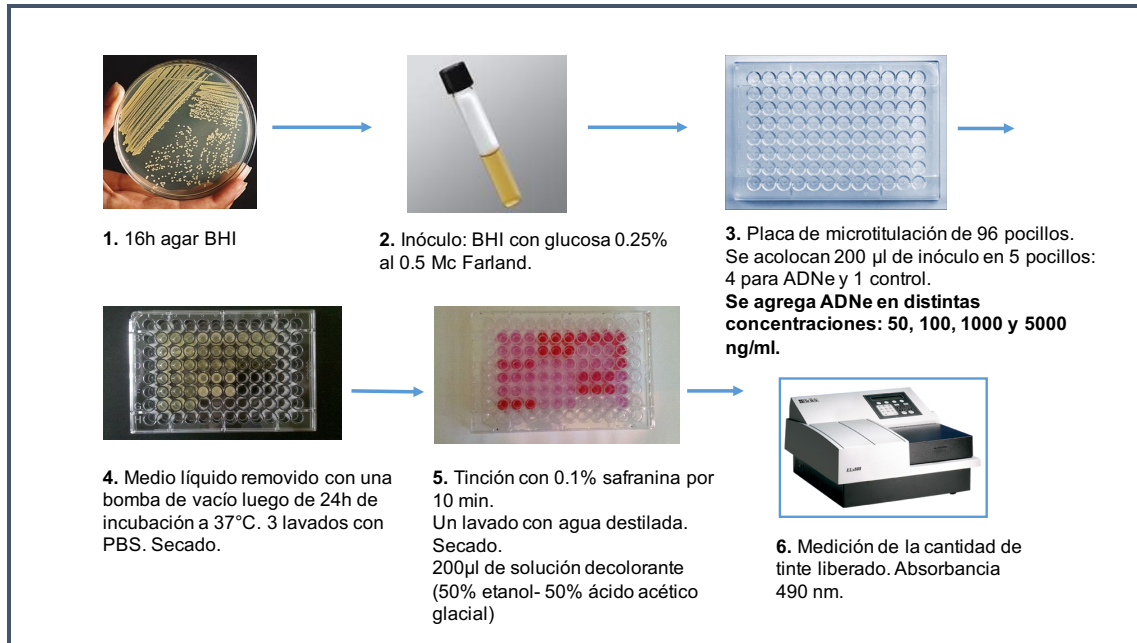 1. 16h agar BHI
2. Inóculo: BHI con glucosa 0.25%
al 0.5 Mc Farland.
3. Placa de microtitulación de 96 pocillos.
Se acolocan 200 µl de inóculo en 5 pocillos:
4 para ADNe y 1 control.
Se agrega ADNe en distintas
concentraciones: 50, 100, 1000 y 5000
ng/ml.
4. Medio líquido removido con una
bomba de vacío luego de 24h de
incubación a 37°C. 3 lavados con
PBS. Secado.
5. Tinción con 0.1% safranina por
10 min.
Un lavado con agua destilada.
Secado.
200µl de solución decolorante
(50% etanol- 50% ácido acético
glacial)
6. Medición de la cantidad de
tinte liberado. Absorbancia
490 nm.